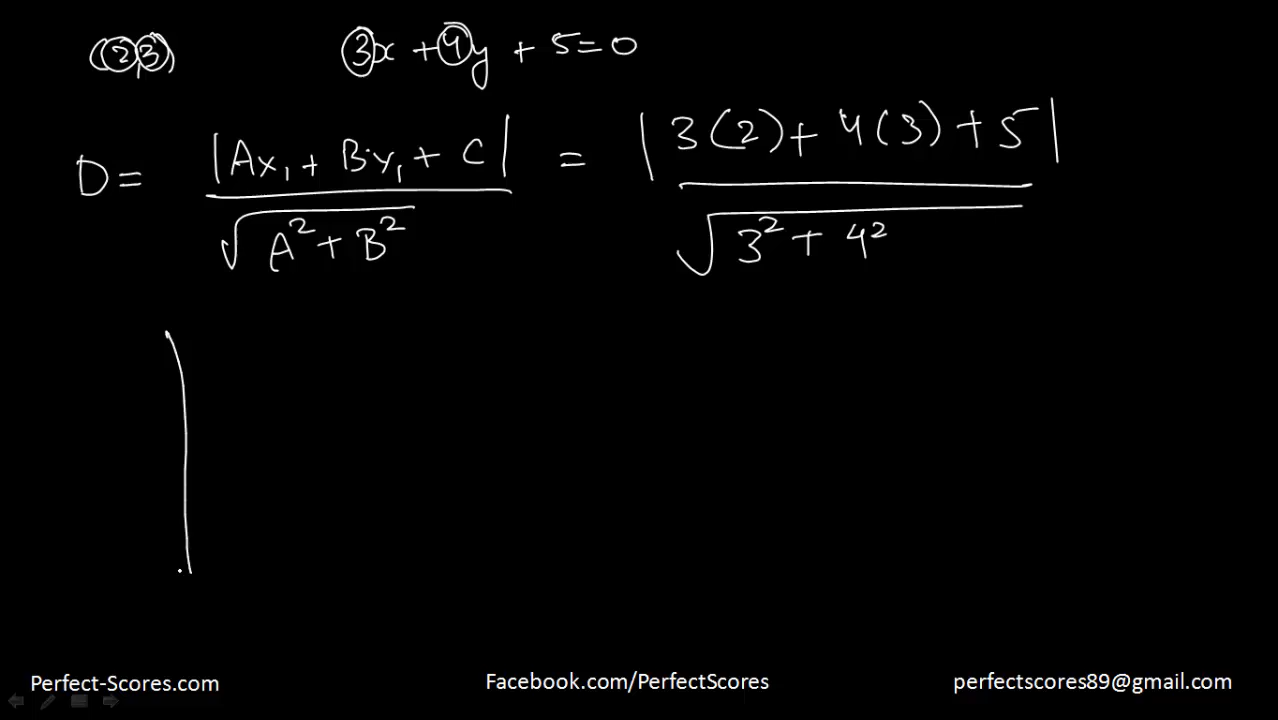 (2,3) 3x + 4y + 5 = 0
D = |Ax₁ + By₁ + C| / √(A² + B²) = |3(2) + 4(3) + 5| / √(3² + 4²)
Perfect-Scores.com Facebook.com/PerfectScores perfectscores89@gmail.com